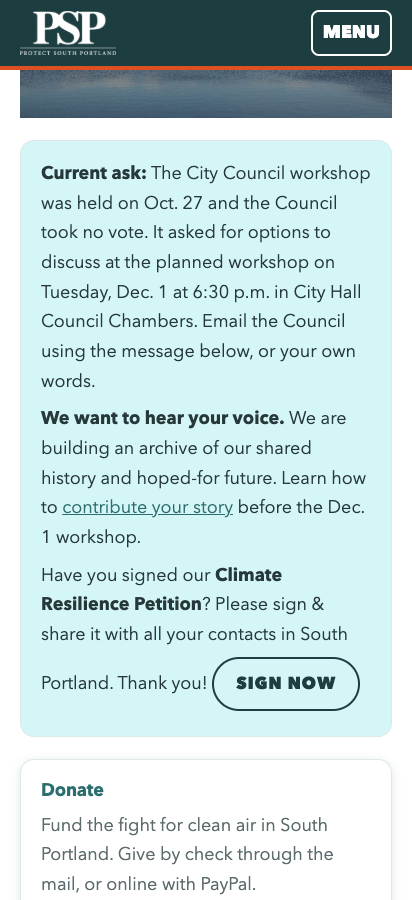 PSP
PROTECT SOUTH PORTLAND
MENU
Current ask: The City Council workshop
was held on Oct. 27 and the Council
took no vote. It asked for options to
discuss at the planned workshop on
Tuesday, Dec. 1 at 6:30 p.m. in City Hall
Council Chambers. Email the Council
using the message below, or your own
words.
We want to hear your voice. We are
building an archive of our shared
history and hoped-for future. Learn how
to contribute your story before the Dec.
1 workshop.
Have you signed our Climate
Resilience Petition? Please sign &
share it with all your contacts in South
Portland. Thank you! SIGN NOW
Donate
Fund the fight for clean air in South
Portland. Give by check through the
mail, or online with PayPal.